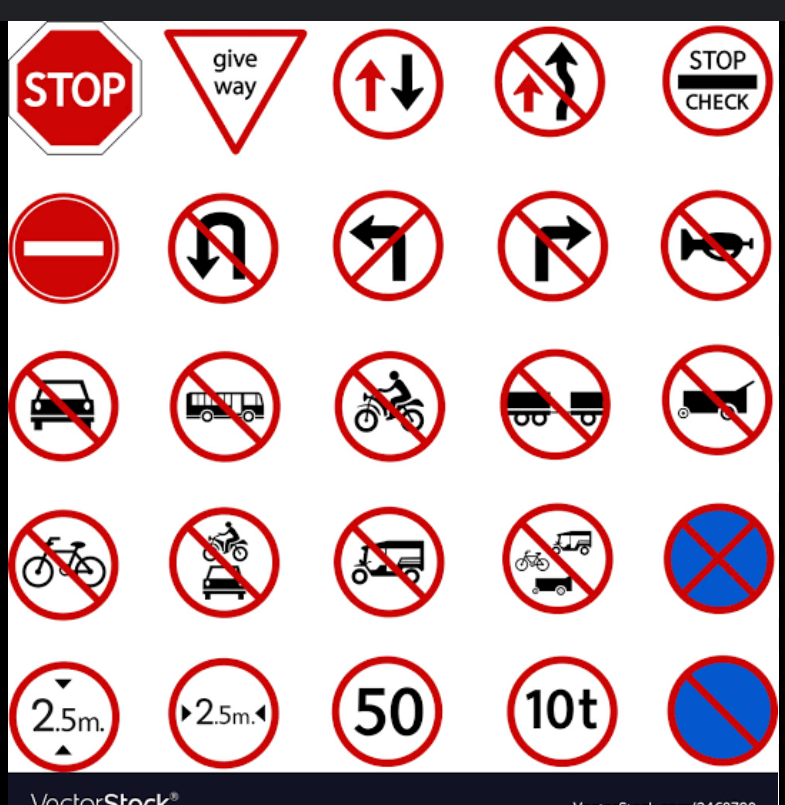 STOP
give
way
STOP
CHECK
2.5m.
2.5m.
50
10t
VectorStock®